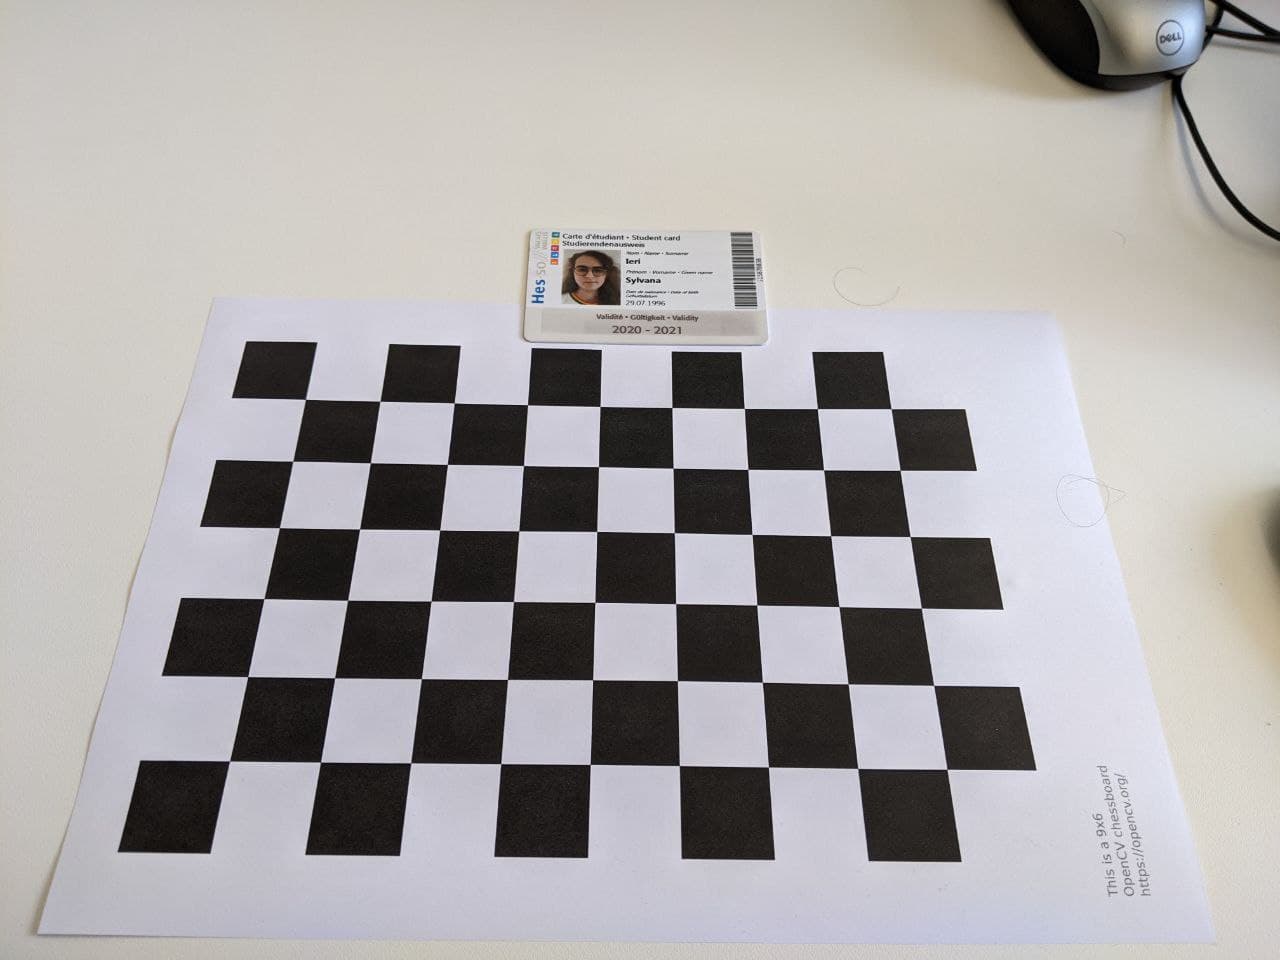 DELL
Carte d'étudiant • Student card
Studierendenausweis
Nom • Name • Surname
Ieri
Prénom • Vorname • Given name
Sylvana
Date de naissance • Date of birth
Geburtsdatum
29.07.1996
Hes·so
Validité • Gültigkeit • Validity
2020 - 2021
This is a 9x6
OpenCV chessboard
https://opencv.org/